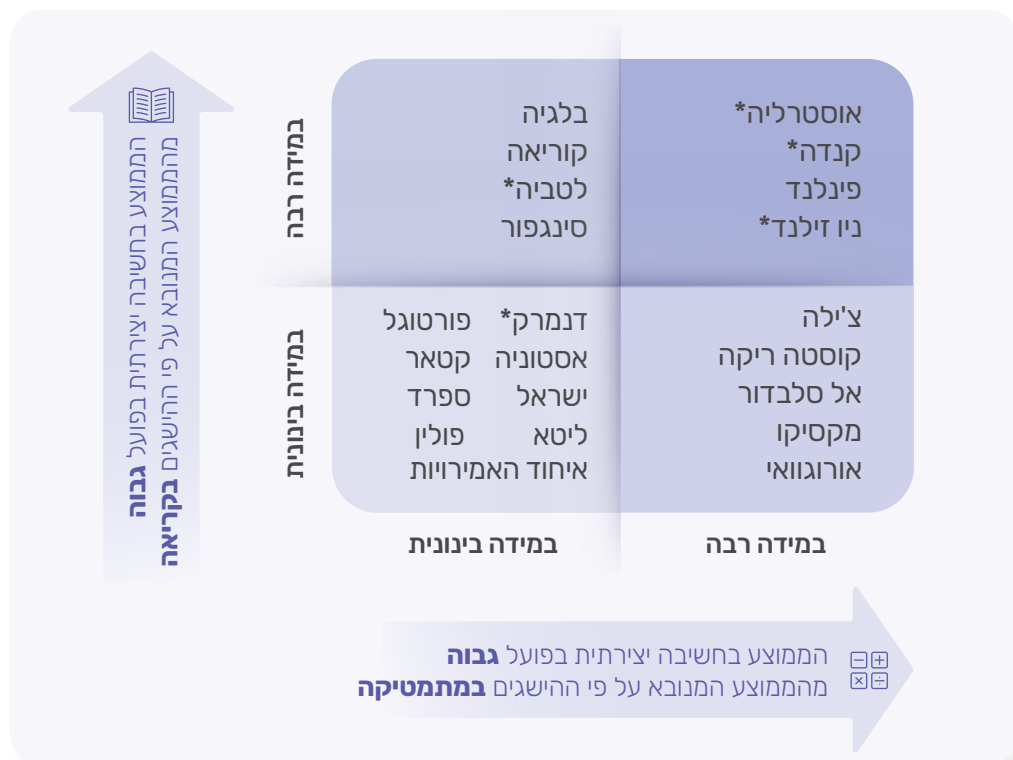 הממוצע בחשיבה יצירתית בפועל גבוה
מהממוצע המנובא על פי ההישגים בקריאה
במידה רבה
אוסטרליה*
קנדה*
פינלנד
ניו זילנד*
בלגיה
קוריאה
לטביה*
סינגפור
במידה בינונית
צ'ילה
קוסטה ריקה
אל סלבדור
מקסיקו
אורוגוואי
דנמרק* פורטוגל
אסטוניה קטאר
ישראל ספרד
ליטא פולין
איחוד האמירויות
במידה רבה
במידה בינונית
הממוצע בחשיבה יצירתית בפועל גבוה
מהממוצע המנובא על פי ההישגים במתמטיקה